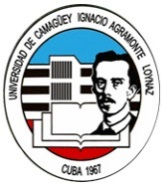 UNIVERSIDAD DE CAMAGÜEY IGNACIO AGRAMONTE LOYNAZ
CUBA 1967